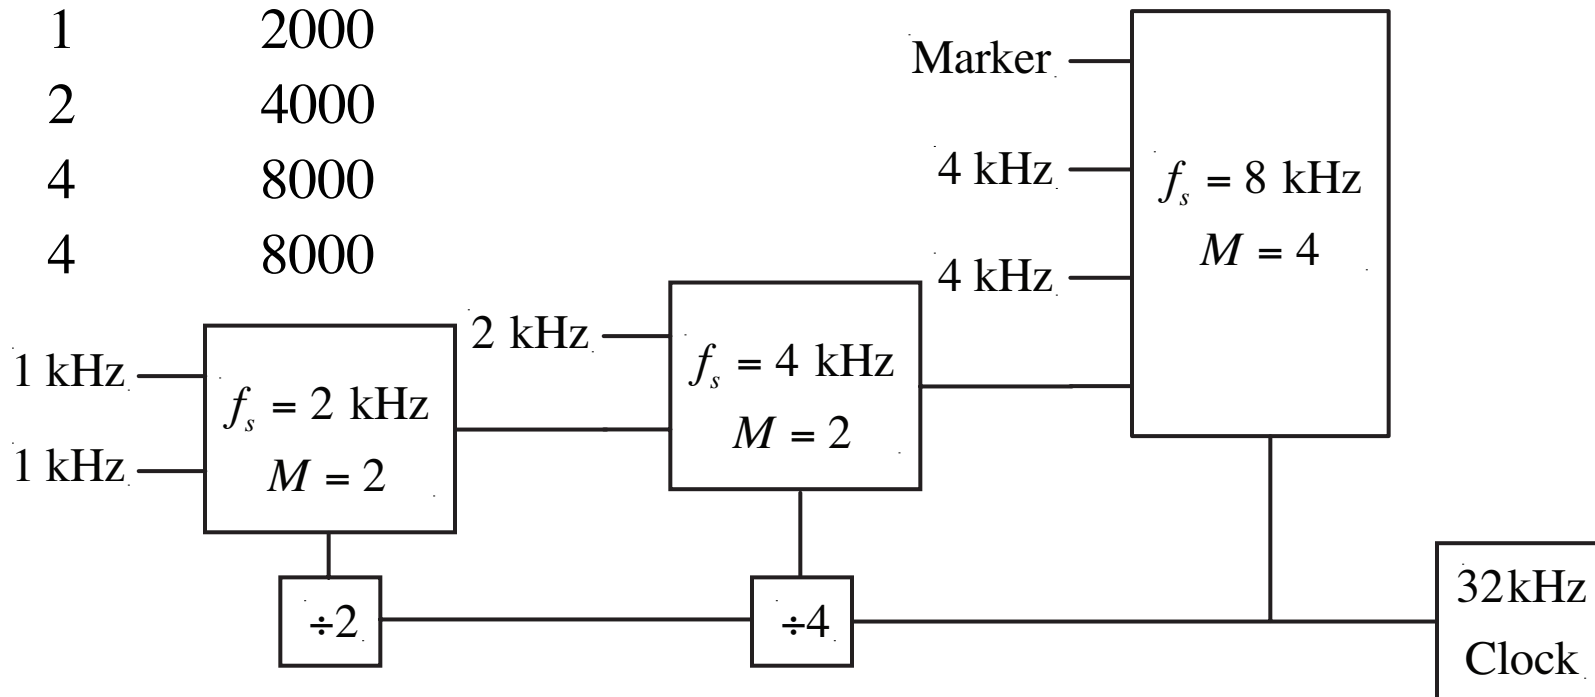 1 2000
2 4000
4 8000
4 8000
Marker
4 kHz
4 kHz
f_s = 8 kHz
M = 4
2 kHz
f_s = 4 kHz
M = 2
1 kHz
1 kHz
f_s = 2 kHz
M = 2
÷2
÷4
32kHz
Clock